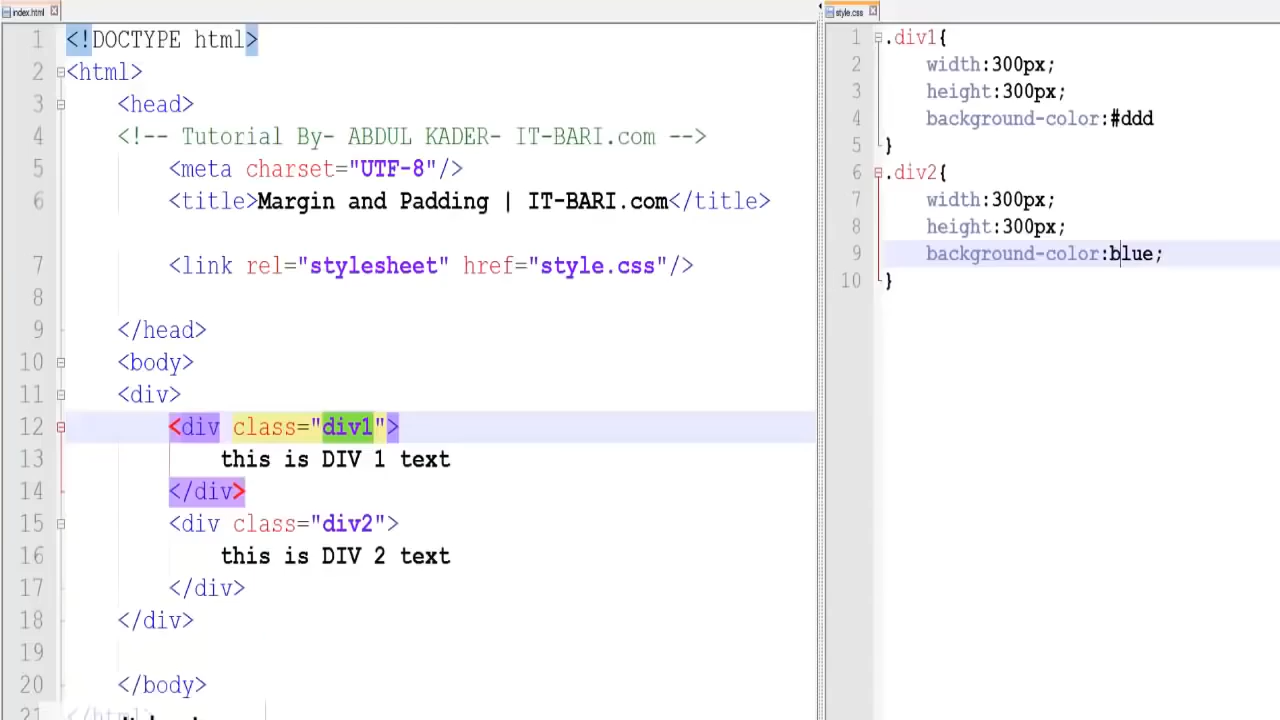 index.html
1 <!DOCTYPE html>
2 <html>
3 <head>
4 <!-- Tutorial By- ABDUL KADER- IT-BARI.com -->
5 <meta charset="UTF-8"/>
6 <title>Margin and Padding | IT-BARI.com</title>
7 <link rel="stylesheet" href="style.css"/>
8
9 </head>
10 <body>
11 <div>
12 <div class="div1">
13 this is DIV 1 text
14 </div>
15 <div class="div2">
16 this is DIV 2 text
17 </div>
18 </div>
19
20 </body>
21 </html>
style.css
1 .div1{
2 width:300px;
3 height:300px;
4 background-color:#ddd
5 }
6 .div2{
7 width:300px;
8 height:300px;
9 background-color:blue;
10 }